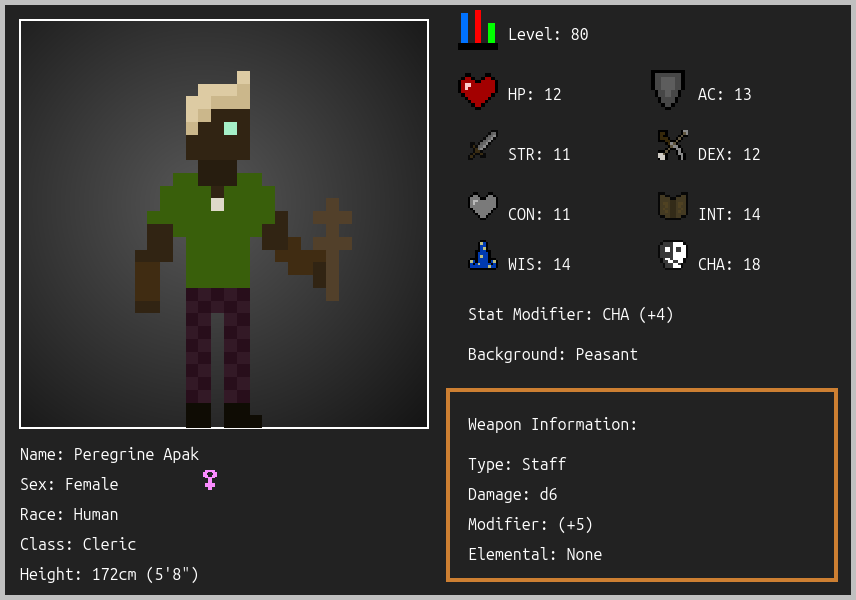 Level: 80
HP: 12
AC: 13
STR: 11
DEX: 12
CON: 11
INT: 14
WIS: 14
CHA: 18
Stat Modifier: CHA (+4)
Background: Peasant
Weapon Information:
Type: Staff
Damage: d6
Modifier: (+5)
Elemental: None
Name: Peregrine Apak
Sex: Female
Race: Human
Class: Cleric
Height: 172cm (5'8")